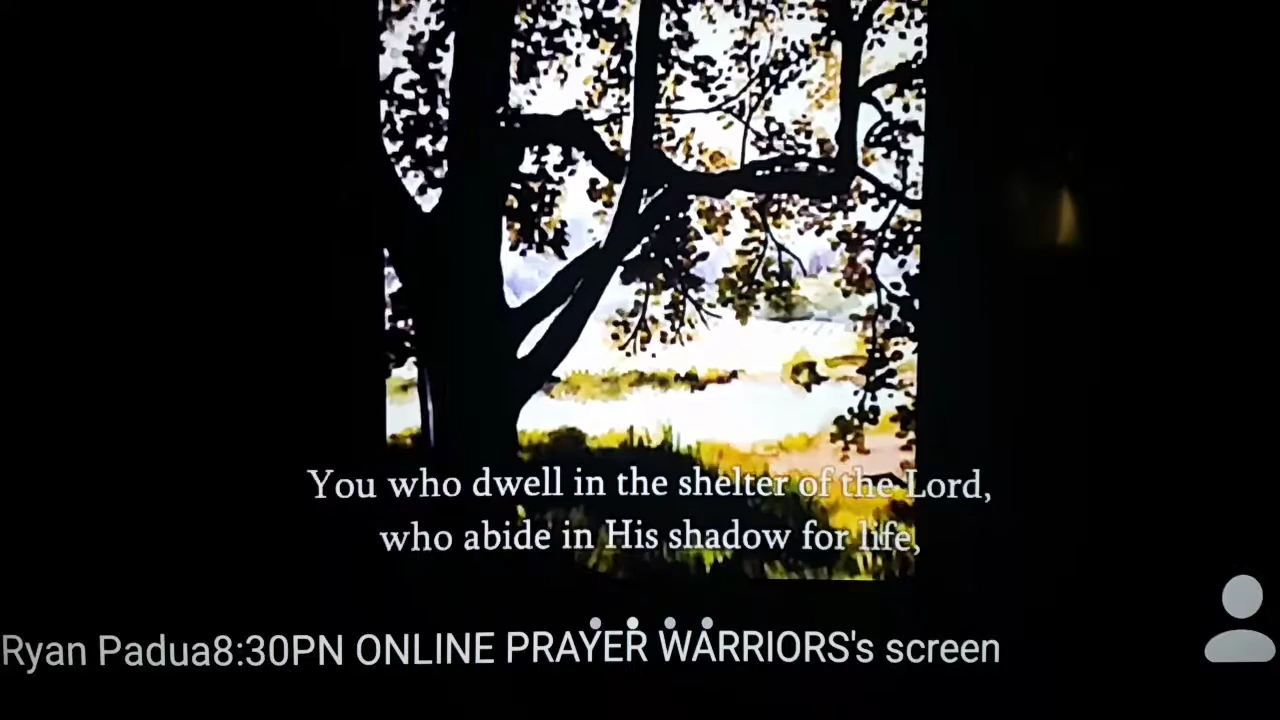 You who dwell in the shelter of the Lord,
who abide in His shadow for life,
Ryan Padua8:30PN ONLINE PRAYER WARRIORS's screen